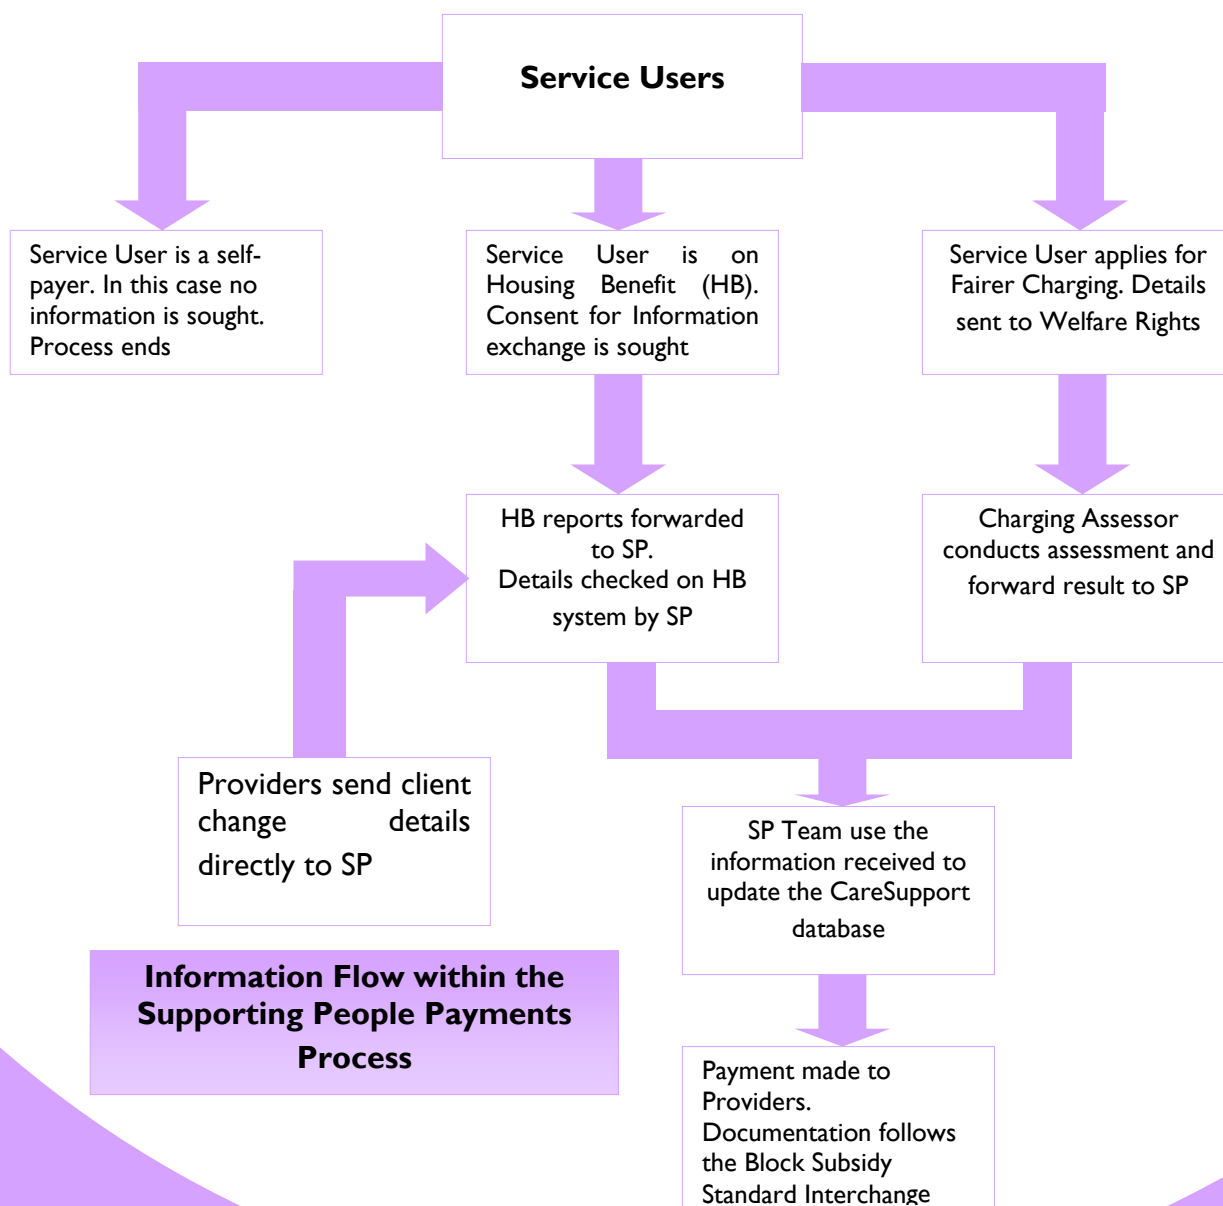 Service Users
Service User is a self-
payer. In this case no
information is sought.
Process ends
Service User is on
Housing Benefit (HB).
Consent for Information
exchange is sought
Service User applies for
Fairer Charging. Details
sent to Welfare Rights
HB reports forwarded
to SP.
Details checked on HB
system by SP
Charging Assessor
conducts assessment and
forward result to SP
Providers send client
change details
directly to SP
SP Team use the
information received to
update the CareSupport
database
Information Flow within the
Supporting People Payments
Process
Payment made to
Providers.
Documentation follows
the Block Subsidy
Standard Interchange